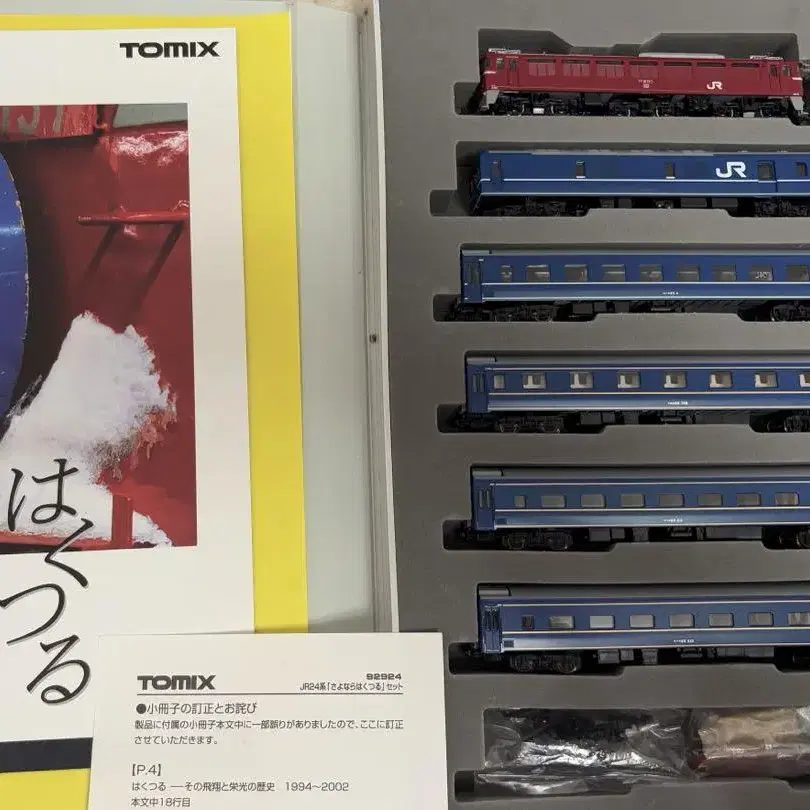 TOMIX
はくつる
JR
JR
TOMIX
92924
JR24系「さよならはくつる」セット
●小冊子の訂正とお詫び
製品に付属の小冊子本文中に一部誤りがありましたので、ここに訂正
させていただきます。
【P.4】
はくつる ―その飛翔と栄光の歴史 1994〜2002
本文中18行目